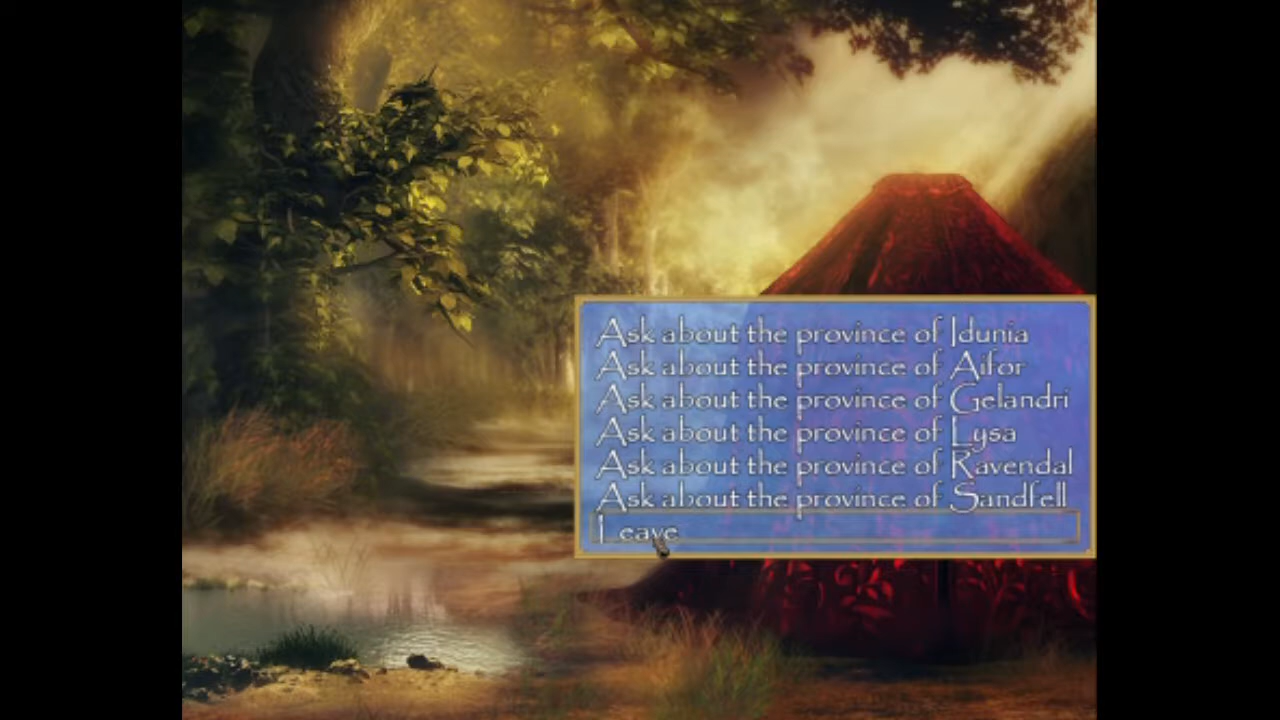 Ask about the province of Idunia
Ask about the province of Aifor
Ask about the province of Gelandri
Ask about the province of Lysa
Ask about the province of Ravendal
Ask about the province of Sandfell
Leave